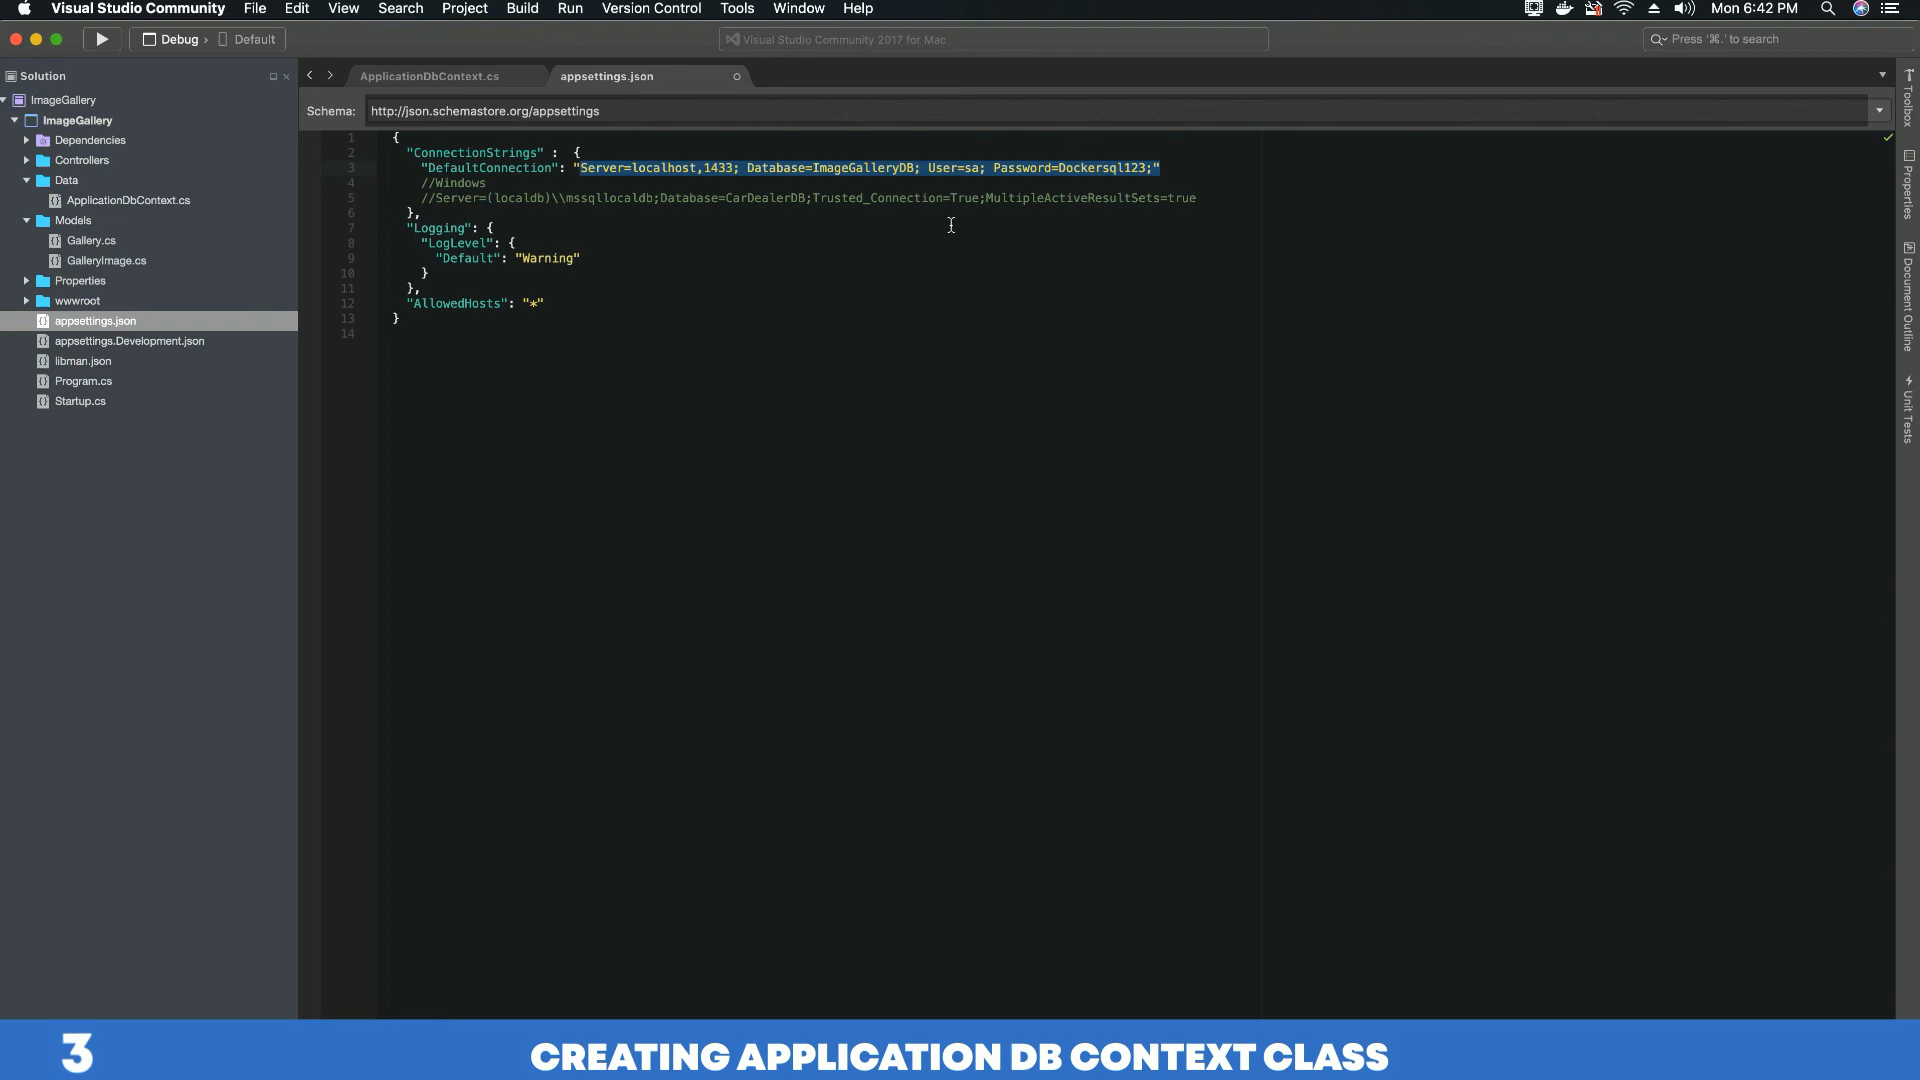 Visual Studio Community File Edit View Search Project Build Run Version Control Tools Window Help Mon 6:42 PM
Debug › Default Visual Studio Community 2017 for Mac Press '⌘.' to search
Solution
ImageGallery
ImageGallery
Dependencies
Controllers
Data
ApplicationDbContext.cs
Models
Gallery.cs
GalleryImage.cs
Properties
wwwroot
appsettings.json
appsettings.Development.json
libman.json
Program.cs
Startup.cs
ApplicationDbContext.cs appsettings.json
Schema: http://json.schemastore.org/appsettings
1 {
2 "ConnectionStrings" : {
3 "DefaultConnection": "Server=localhost,1433; Database=ImageGalleryDB; User=sa; Password=Dockersql123;"
4 //Windows
5 //Server=(localdb)\\mssqllocaldb;Database=CarDealerDB;Trusted_Connection=True;MultipleActiveResultSets=true
6 },
7 "Logging": {
8 "LogLevel": {
9 "Default": "Warning"
10 }
11 },
12 "AllowedHosts": "*"
13 }
14
Toolbox
Properties
Document Outline
Unit Tests
3 CREATING APPLICATION DB CONTEXT CLASS